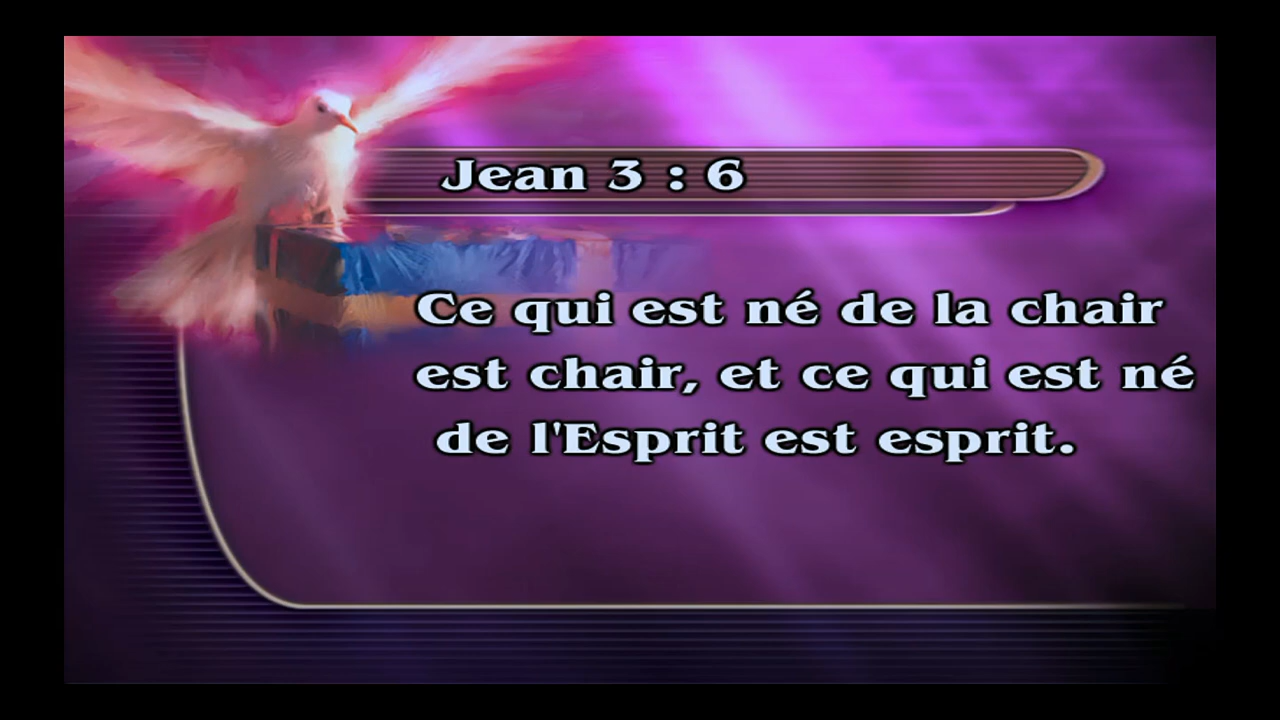 Jean 3 : 6
Ce qui est né de la chair
est chair, et ce qui est né
de l'Esprit est esprit.